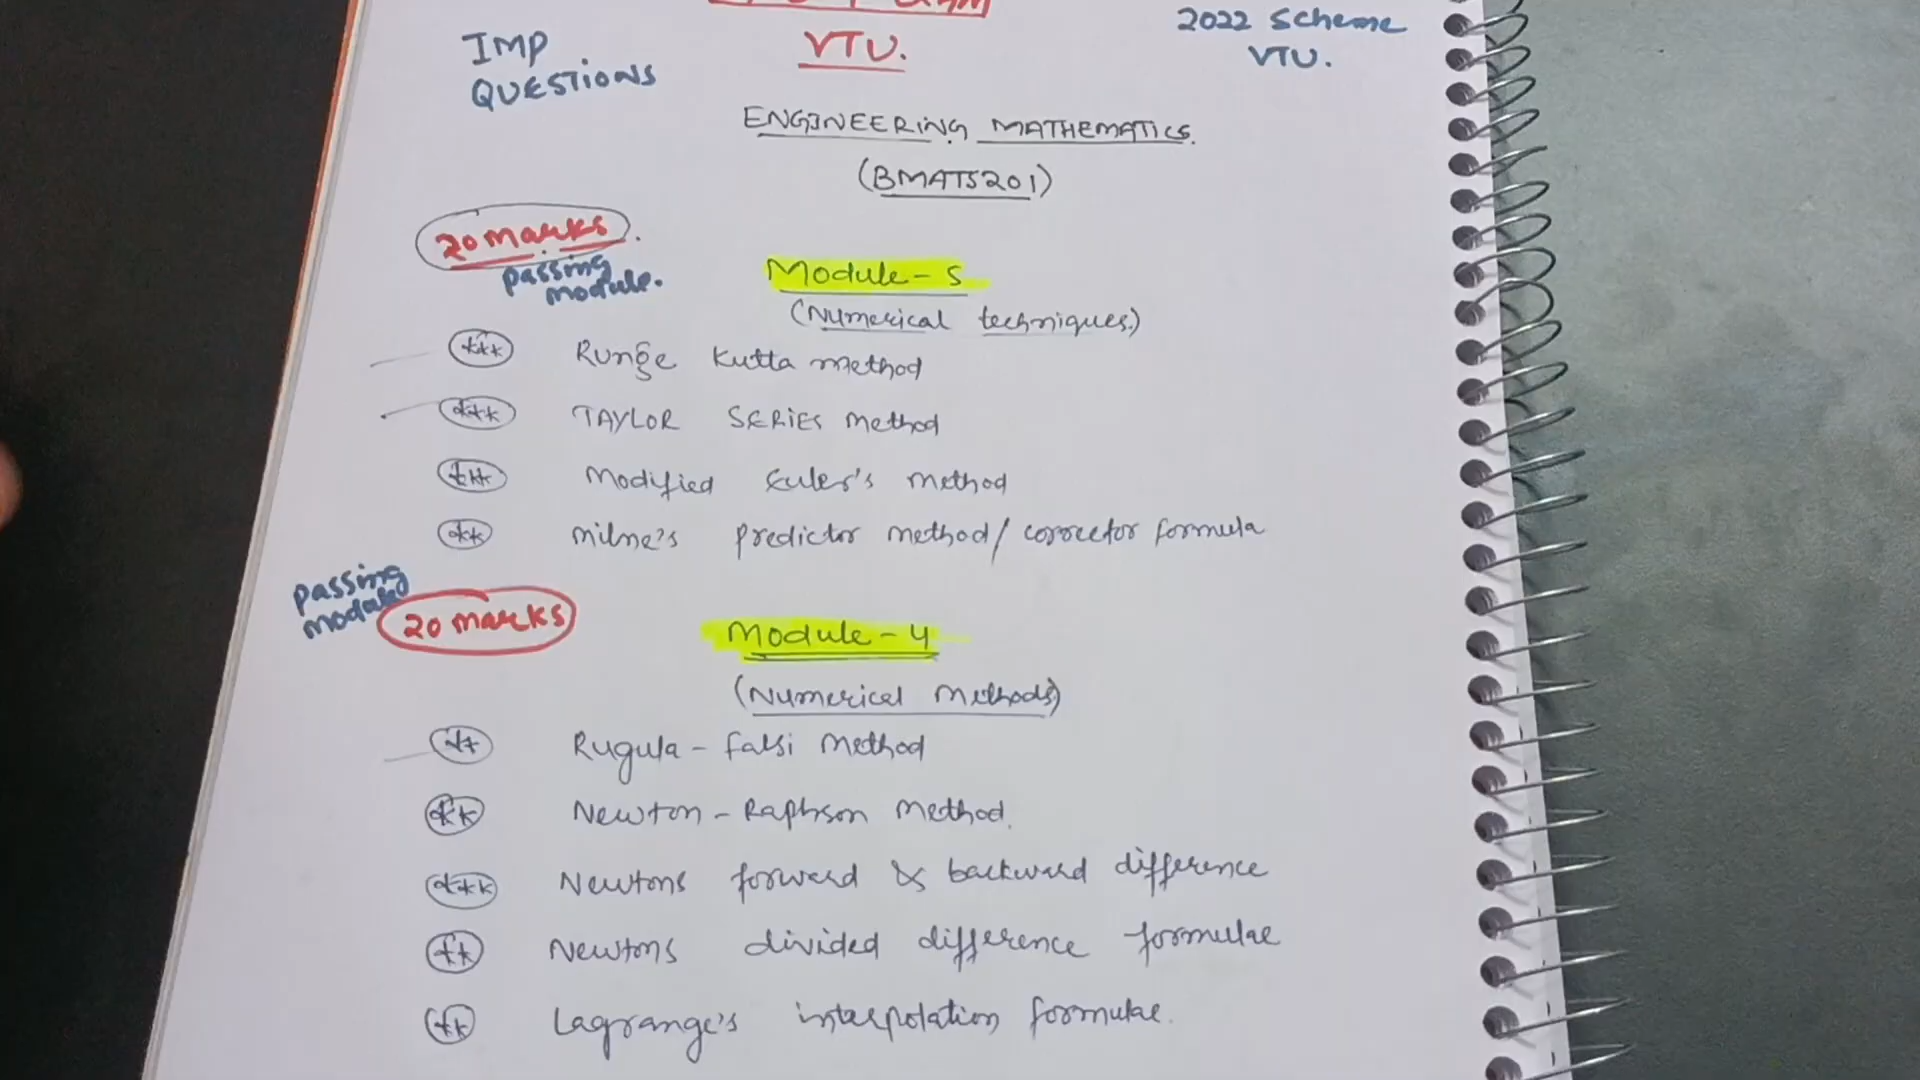 IMP
QUESTIONS
VTU.
2022 Scheme
VTU.
ENGINEERING MATHEMATICS.
(BMATS201)
20 marks.
passing
module.
Module - 5
(Numerical techniques)
*** Runge Kutta method
*** TAYLOR SERIES method
*** Modified Euler's method
*** milne's predictor method/ corrector formula
passing
module
20 marks
Module - 4
(Numerical methods)
** Rugula - falsi method
** Newton - Raphson method.
*** Newtons forward & backward difference
** Newtons divided difference formulae
** Lagrange's interpolation formulae.